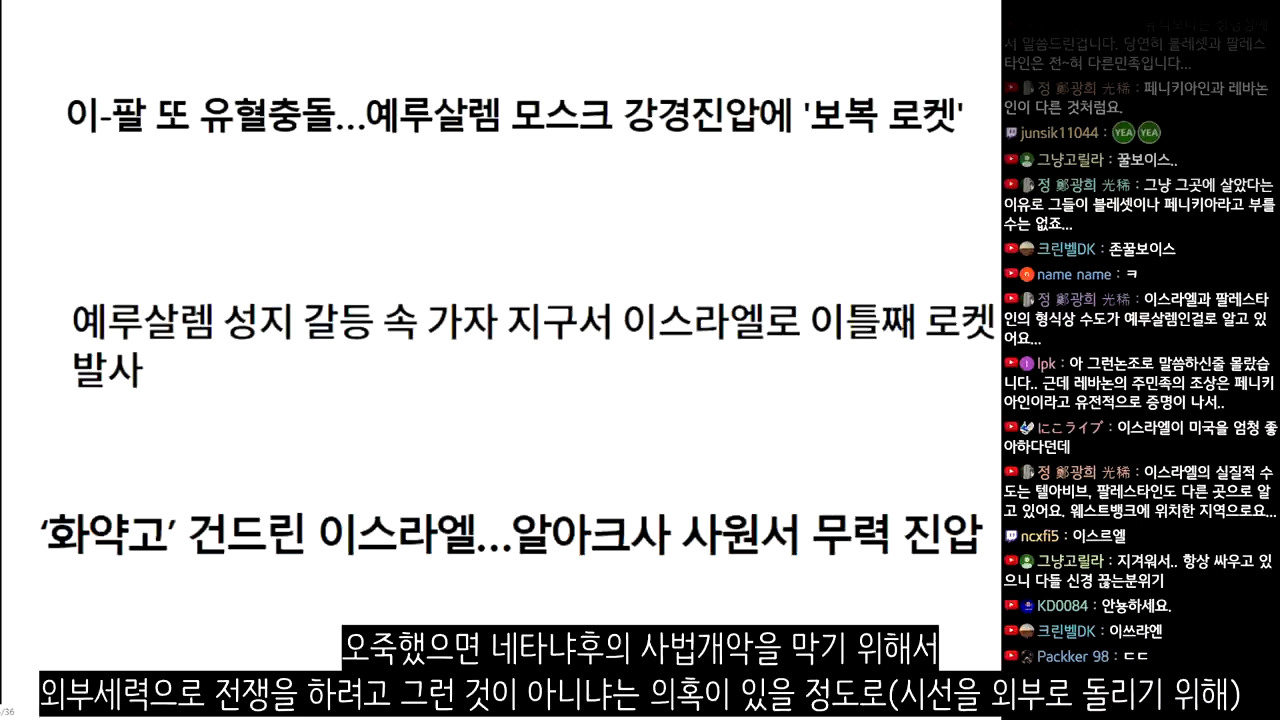 이-팔 또 유혈충돌...예루살렘 모스크 강경진압에 '보복 로켓'
예루살렘 성지 갈등 속 가자 지구서 이스라엘로 이틀째 로켓
발사
‘화약고’ 건드린 이스라엘...알아크사 사원서 무력 진압
오죽했으면 네타냐후의 사법개악을 막기 위해서
외부세력으로 전쟁을 하려고 그런 것이 아니냐는 의혹이 있을 정도로(시선을 외부로 돌리기 위해)
/36
서 말씀드린겁니다. 당연히 블레셋과 팔레스
타인은 전~혀 다른민족입니다...
정 鄭광희 光稀 : 페니키아인과 레바논
인이 다른 것처럼요.
junsik11044 : YEA YEA
그냥고릴라 : 꿀보이스..
정 鄭광희 光稀 : 그냥 그곳에 살았다는
이유로 그들이 블레셋이나 페니키아라고 부를
수는 없죠...
크린벨DK : 존꿀보이스
name name : ㅋ
정 鄭광희 光稀 : 이스라엘과 팔레스타
인의 형식상 수도가 예루살렘인걸로 알고 있
어요...
lpk : 아 그런논조로 말씀하신줄 몰랐습
니다.. 근데 레바논의 주민족의 조상은 페니키
아인이라고 유전적으로 증명이 나서..
にこライブ : 이스라엘이 미국을 엄청 좋
아하다던데
정 鄭광희 光稀 : 이스라엘의 실질적 수
도는 텔아비브, 팔레스타인도 다른 곳으로 알
고 있어요. 웨스트뱅크에 위치한 지역으로요...
ncxfi5 : 이스르엘
그냥고릴라 : 지겨워서.. 항상 싸우고 있
으니 다들 신경 끊는분위기
KD0084 : 안뇽하세요.
크린벨DK : 이쓰랴엔
Packker 98 : ㄷㄷ